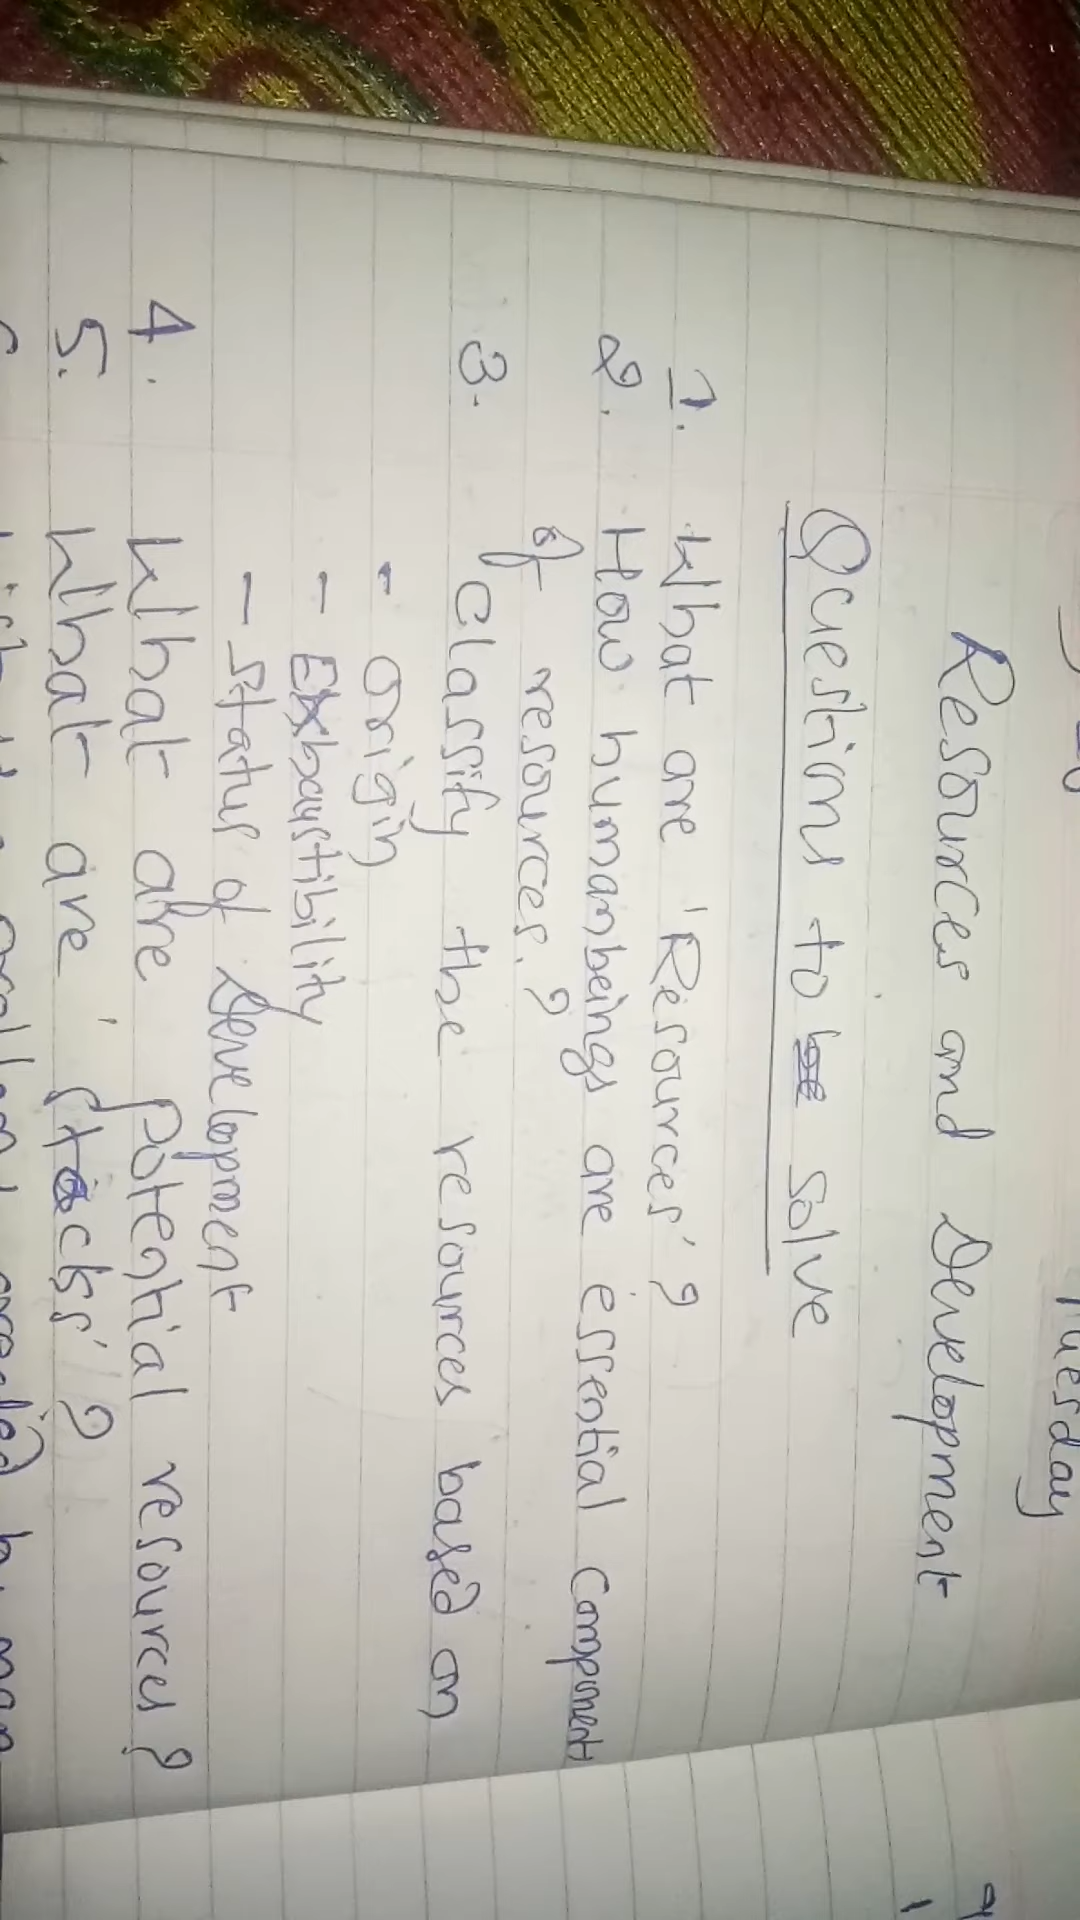 Tuesday
Resources and Development
Questions to solve
1. What are 'Resources'?
2. How human beings are essential component
of resources.?
3. Classify the resources based on
- Origin
- Exhaustibility
- Status of Development
4. What are potential resources?
5. What are 'stocks'?